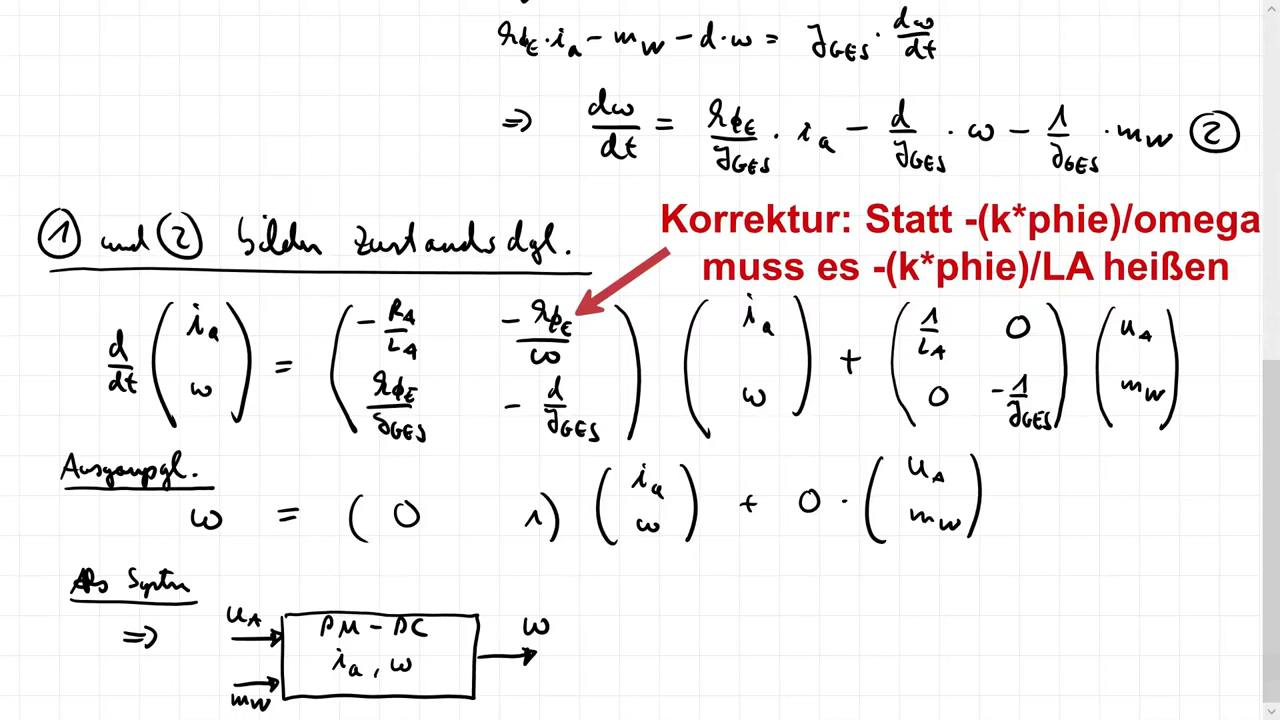 kϕE · ia − mW − d · ω = JGES · dω/dt
⇒ dω/dt = kϕE/JGES · ia − d/JGES · ω − 1/JGES · mW ②
① und ② bilden Zustandsdgl.
Korrektur: Statt -(k*phie)/omega
muss es -(k*phie)/LA heißen
d/dt (ia ω) = (−RA/LA −kϕE/ω kϕE/JGES −d/JGES) (ia ω) + (1/LA 0 0 −1/JGES) (uA mW)
Ausgangsgl.
ω = (0 1) (ia ω) + 0 · (uA mW)
Als System
⇒ uA PM-DC ω
ia, ω
mW